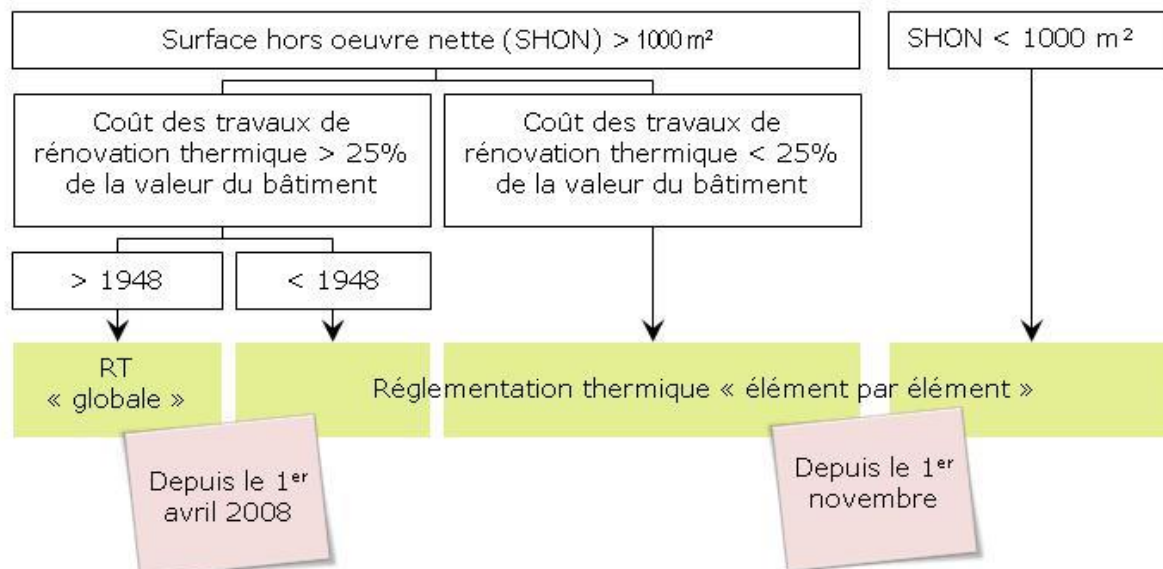 Surface hors oeuvre nette (SHON) > 1000 m²
SHON < 1000 m²
Coût des travaux de
rénovation thermique > 25%
de la valeur du bâtiment
Coût des travaux de
rénovation thermique < 25%
de la valeur du bâtiment
> 1948
< 1948
RT
« globale »
Réglementation thermique « élément par élément »
Depuis le 1er
avril 2008
Depuis le 1er
novembre